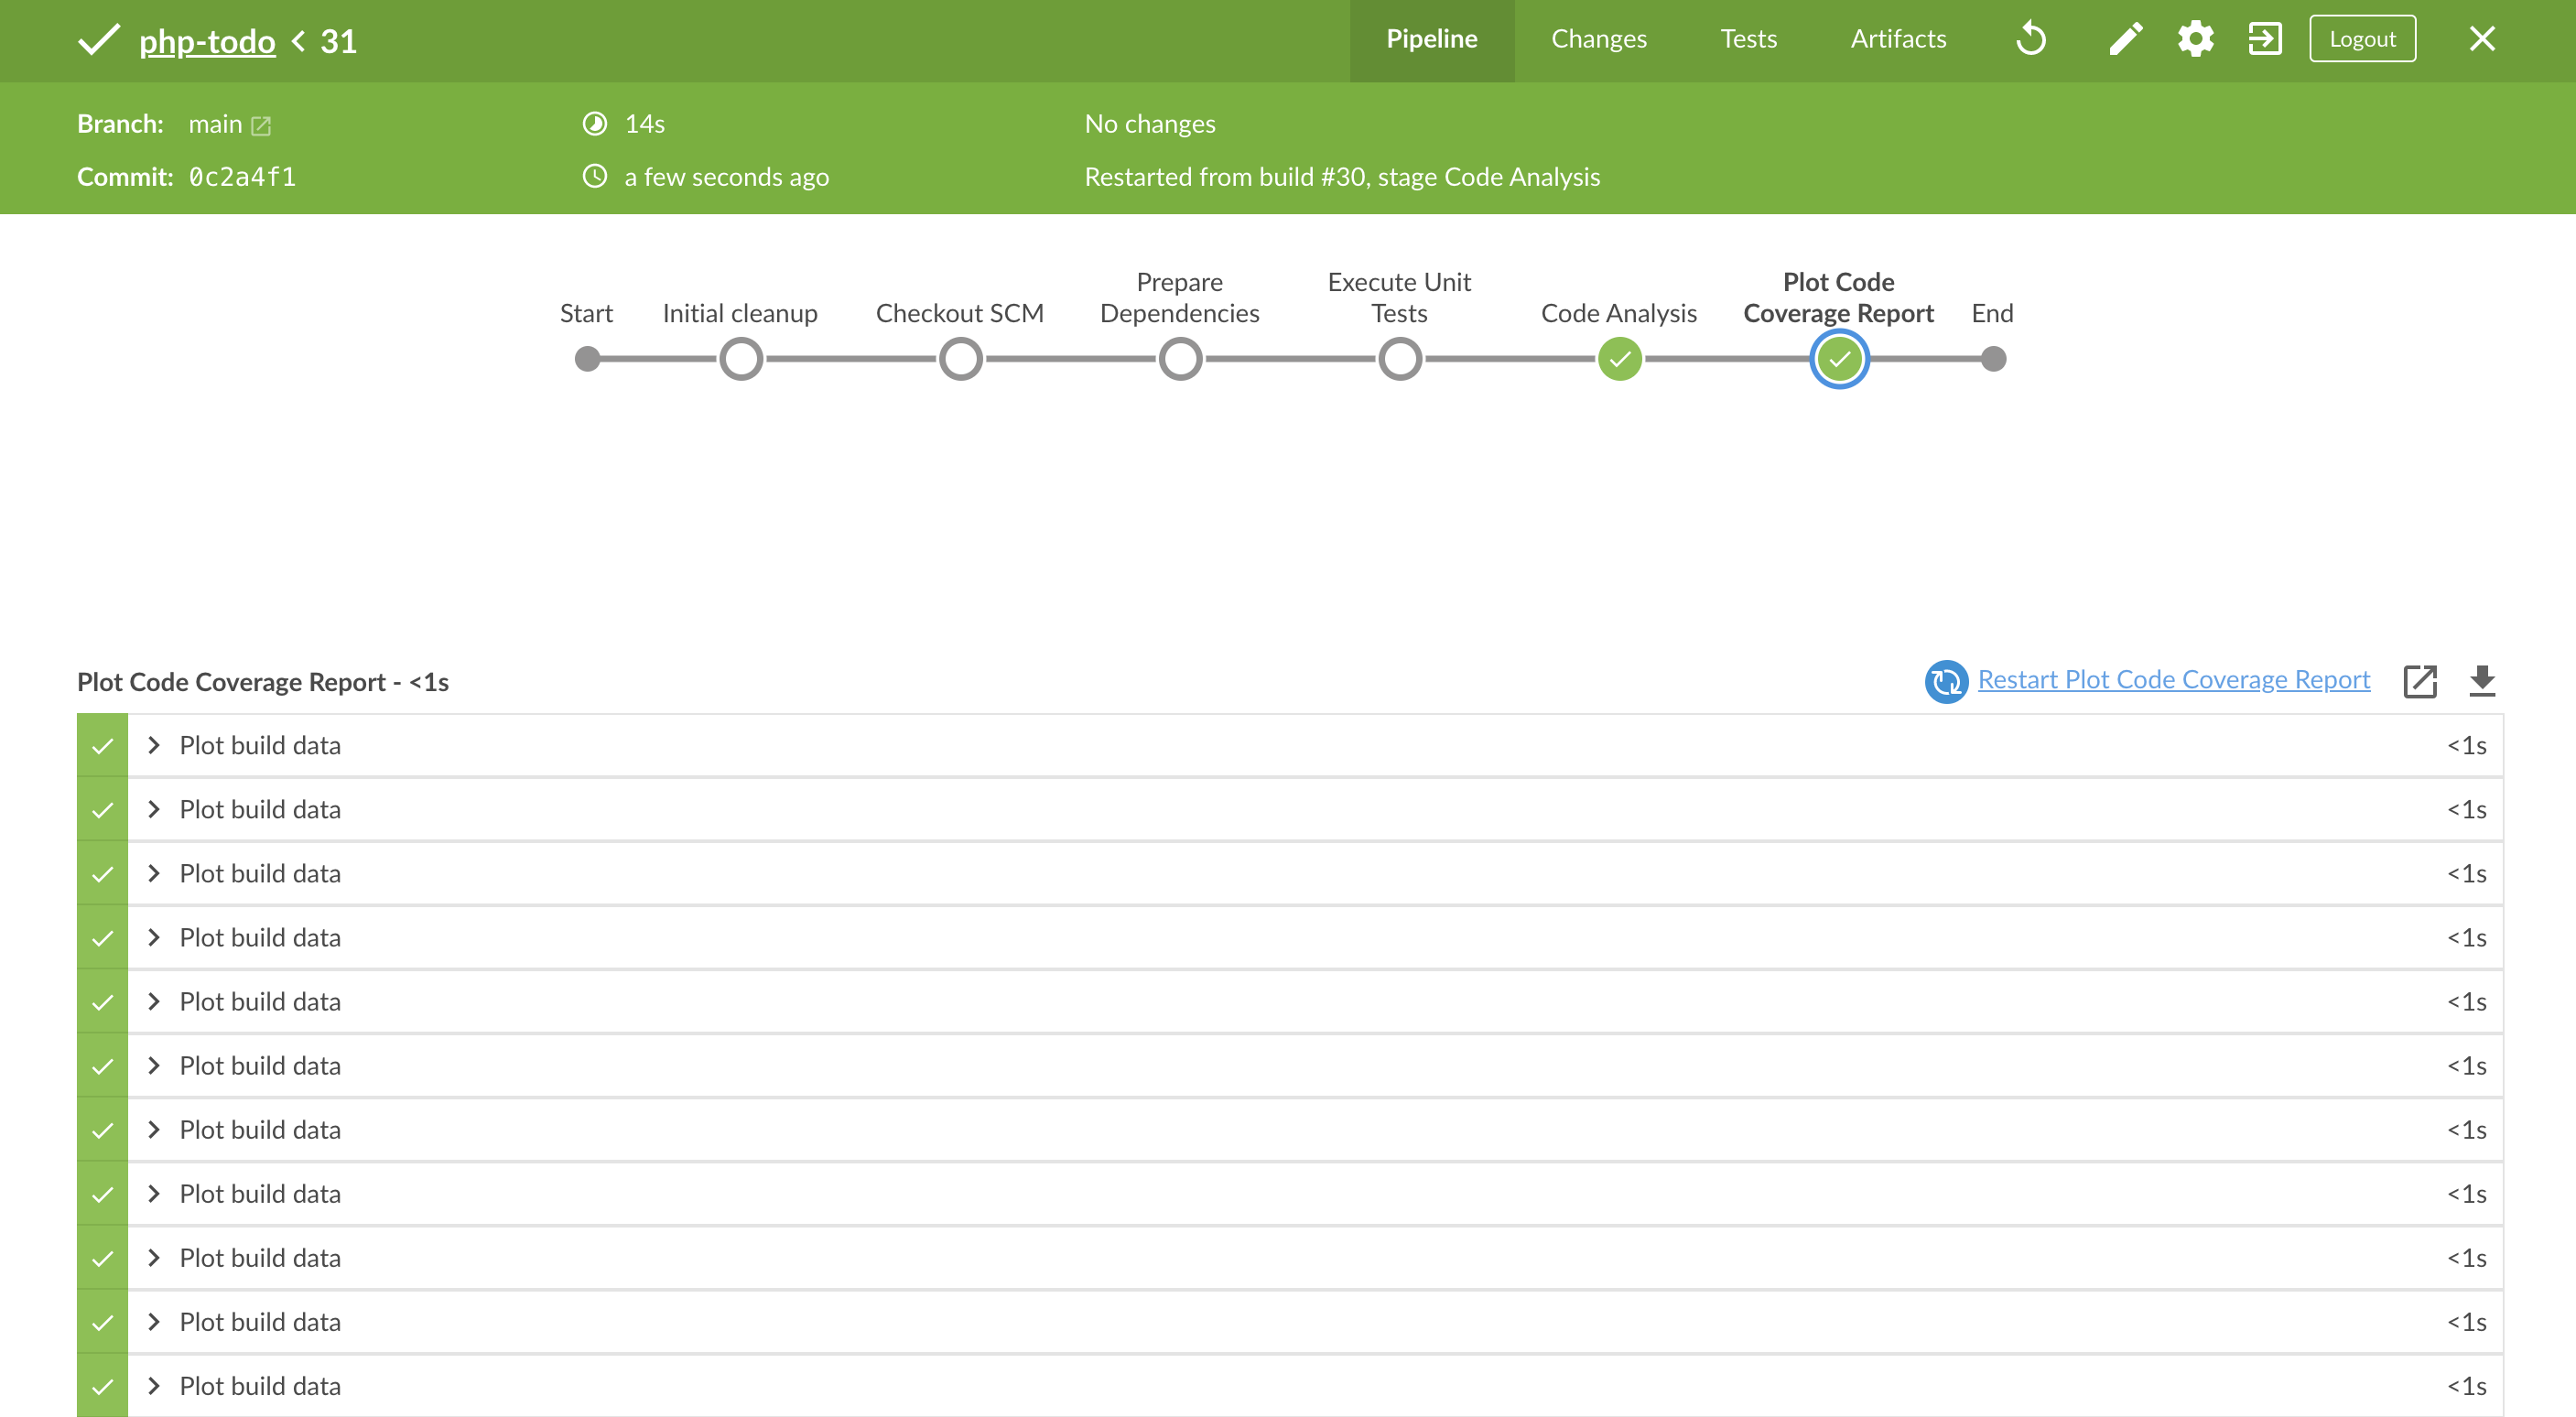 php-todo < 31
Pipeline
Changes
Tests
Artifacts
Logout
Branch: main
14s
No changes
Commit: 0c2a4f1
a few seconds ago
Restarted from build #30, stage Code Analysis
Start
Initial cleanup
Checkout SCM
Prepare
Dependencies
Execute Unit
Tests
Code Analysis
Plot Code
Coverage Report
End
Plot Code Coverage Report - <1s
Restart Plot Code Coverage Report
Plot build data <1s
Plot build data <1s
Plot build data <1s
Plot build data <1s
Plot build data <1s
Plot build data <1s
Plot build data <1s
Plot build data <1s
Plot build data <1s
Plot build data <1s
Plot build data <1s